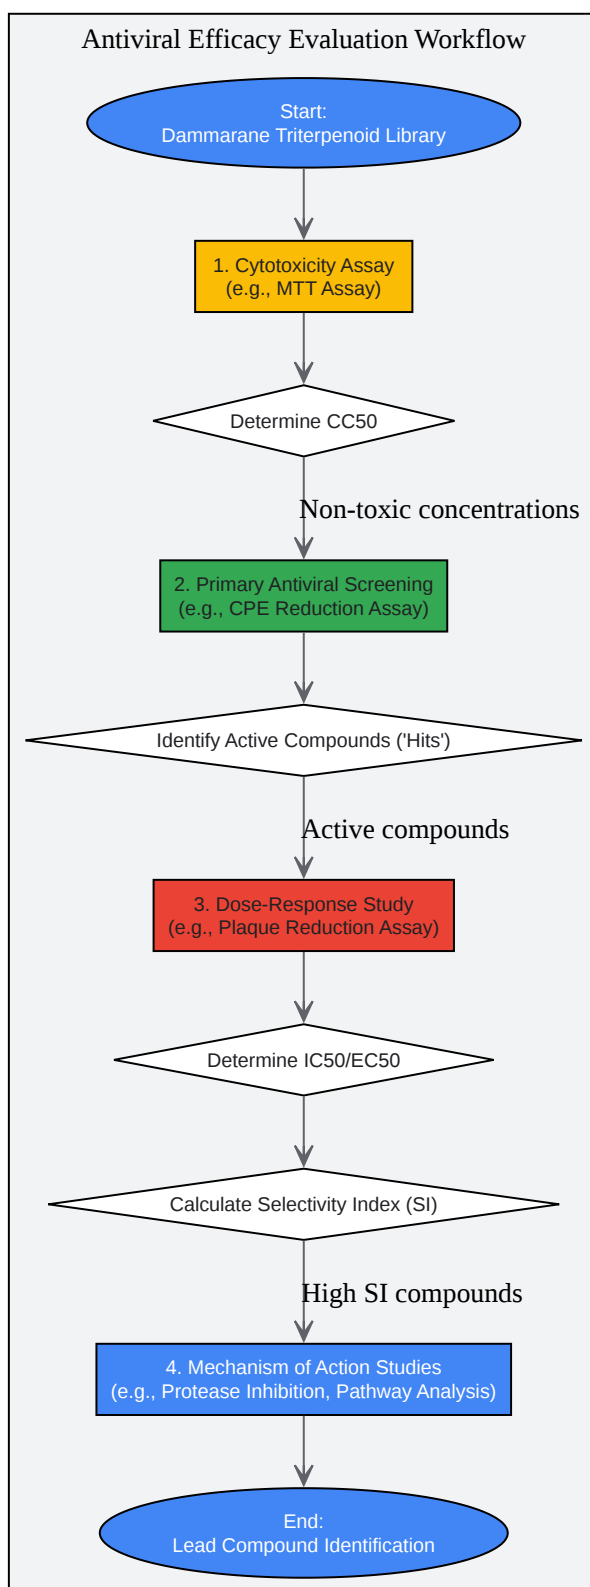 Antiviral Efficacy Evaluation Workflow
Start:
Dammarane Triterpenoid Library
1. Cytotoxicity Assay
(e.g., MTT Assay)
Determine CC50
Non-toxic concentrations
2. Primary Antiviral Screening
(e.g., CPE Reduction Assay)
Identify Active Compounds ('Hits')
Active compounds
3. Dose-Response Study
(e.g., Plaque Reduction Assay)
Determine IC50/EC50
Calculate Selectivity Index (SI)
High SI compounds
4. Mechanism of Action Studies
(e.g., Protease Inhibition, Pathway Analysis)
End:
Lead Compound Identification